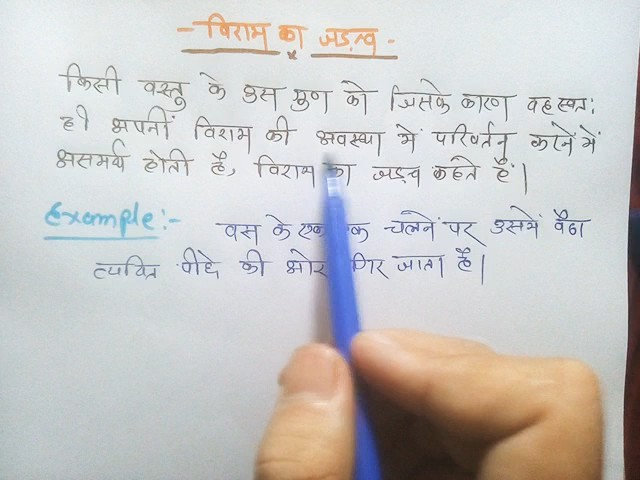 - विराम का जड़त्व -
किसी वस्तु के उस गुण को जिसके कारण वह स्वतः
ही अपनीं विराम की अवस्था में परिवर्तन करनें में
असमर्थ होती है, विराम का जड़त्व कहते हैं।
Example:- बस के चलनें पर उसमें बैठा
व्यक्ति पीछे की ओर गिर जाता है।